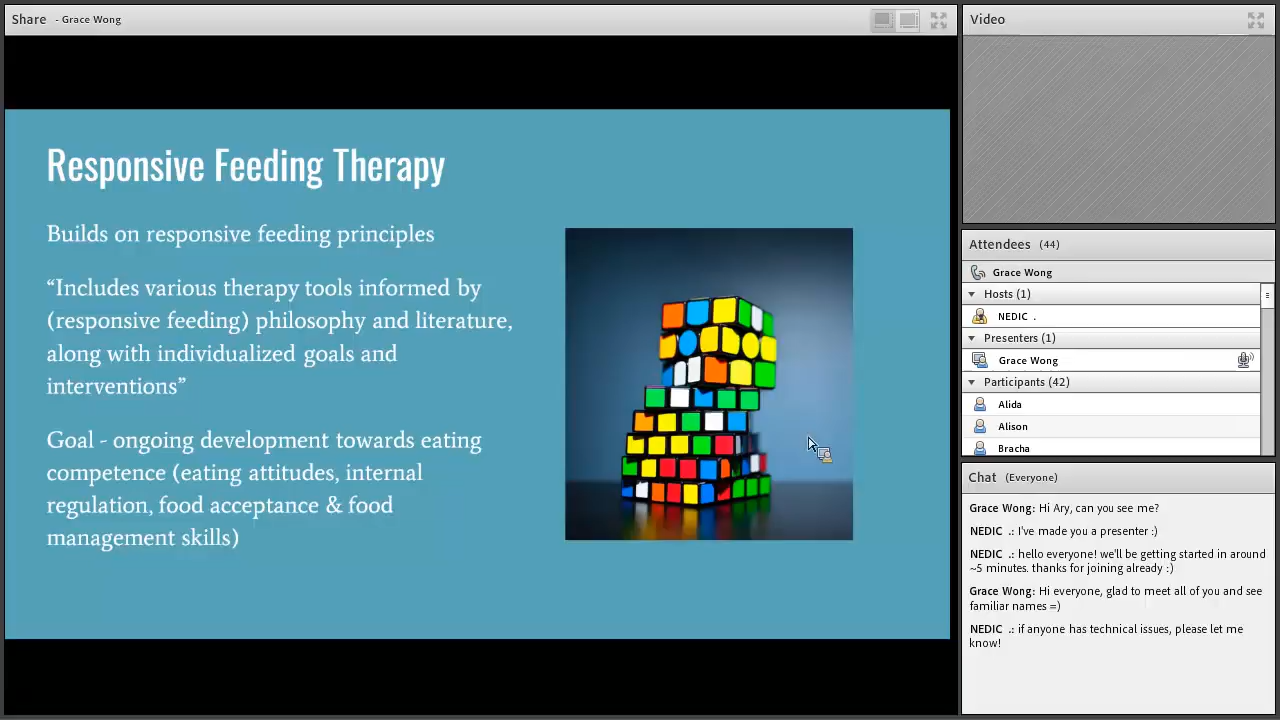 Share - Grace Wong
Responsive Feeding Therapy
Builds on responsive feeding principles
“Includes various therapy tools informed by
(responsive feeding) philosophy and literature,
along with individualized goals and
interventions”
Goal - ongoing development towards eating
competence (eating attitudes, internal
regulation, food acceptance & food
management skills)
Video
Attendees (44)
Grace Wong
Hosts (1)
NEDIC .
Presenters (1)
Grace Wong
Participants (42)
Alida
Alison
Bracha
Chat (Everyone)
Grace Wong: Hi Ary, can you see me?
NEDIC .: I've made you a presenter :)
NEDIC .: hello everyone! we'll be getting started in around
~5 minutes. thanks for joining already :)
Grace Wong: Hi everyone, glad to meet all of you and see
familiar names =)
NEDIC .: if anyone has technical issues, please let me
know!